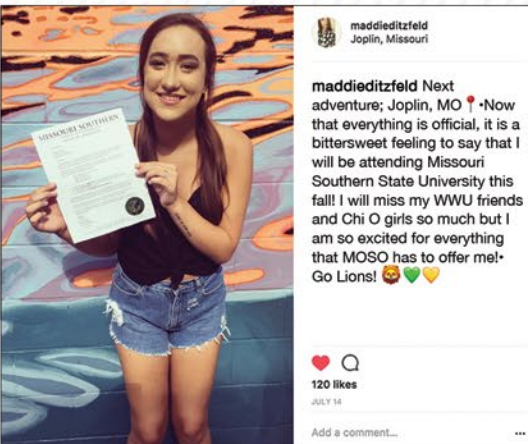 MISSOURI SOUTHERN
maddieditzfeld
Joplin, Missouri
maddieditzfeld Next
adventure; Joplin, MO📍•Now
that everything is official, it is a
bittersweet feeling to say that I
will be attending Missouri
Southern State University this
fall! I will miss my WWU friends
and Chi O girls so much but I
am so excited for everything
that MOSO has to offer me!•
Go Lions! 🦁💚💛
120 likes
JULY 14
Add a comment...